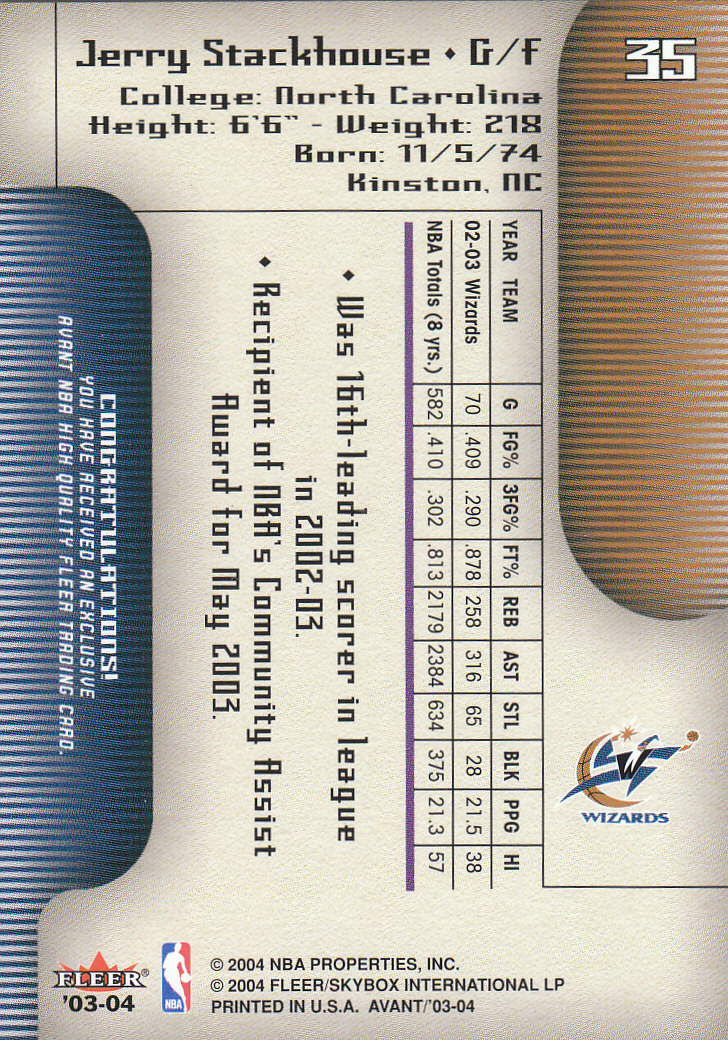 35
Jerry Stackhouse • G/F
College: North Carolina
Height: 6'6" - Weight: 218
Born: 11/5/74
Kinston, NC
YEAR TEAM G FG% 3FG% FT% REB AST STL BLK PPG HI
02-03 Wizards 70 .409 .290 .878 258 316 65 28 21.5 38
NBA Totals (8 yrs.) 582 .410 .302 .813 2179 2384 634 375 21.3 57
• Was 16th-leading scorer in league
in 2002-03.
• Recipient of NBA's Community Assist
Award for May 2003.
CONGRATULATIONS!
YOU HAVE RECEIVED AN EXCLUSIVE
AVANT NBA HIGH QUALITY FLEER TRADING CARD.
W
WIZARDS
FLEER®
'03-04
NBA
© 2004 NBA PROPERTIES, INC.
© 2004 FLEER/SKYBOX INTERNATIONAL LP
PRINTED IN U.S.A. AVANT/'03-04